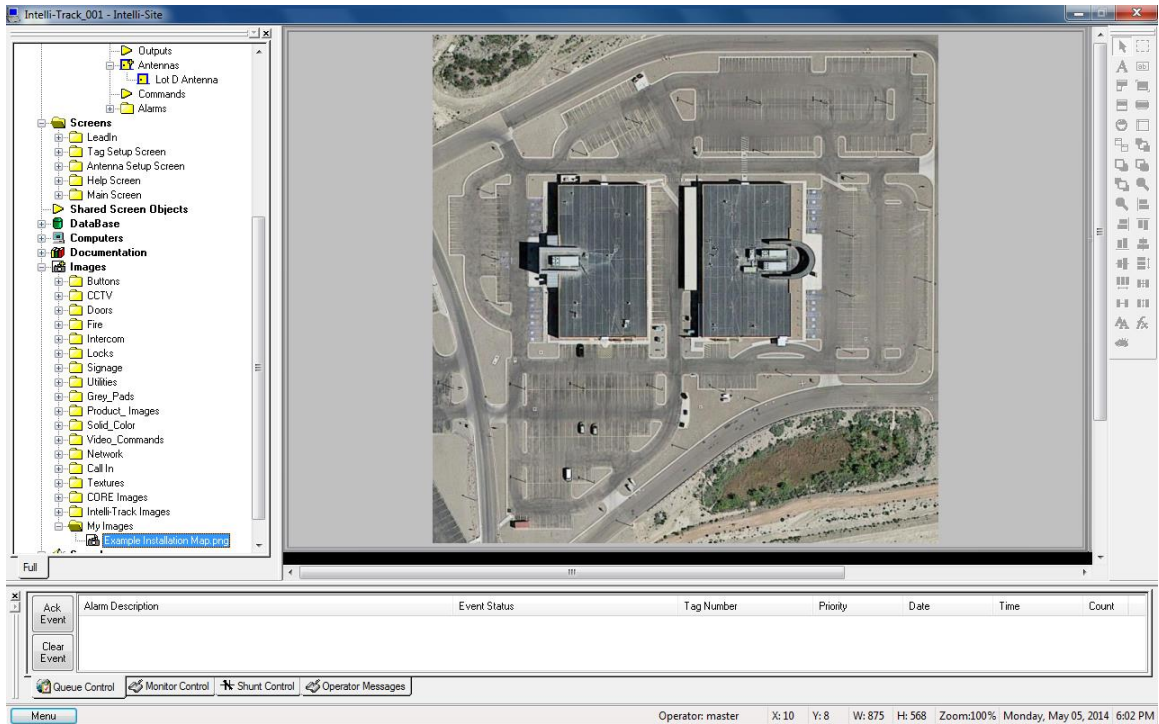 Intelli-Track_001 - Intelli-Site
Outputs
Antennas
Lot D Antenna
Commands
Alarms
Screens
LeadIn
Tag Setup Screen
Antenna Setup Screen
Help Screen
Main Screen
Shared Screen Objects
DataBase
Computers
Documentation
Images
Buttons
CCTV
Doors
Fire
Intercom
Locks
Signage
Utilities
Grey_Pads
Product_ Images
Solid_Color
Video_Commands
Network
Call In
Textures
CORE Images
Intelli-Track Images
My Images
Example Installation Map.png
Full
Ack Event
Clear Event
Alarm Description Event Status Tag Number Priority Date Time Count
Queue Control Monitor Control Shunt Control Operator Messages
Menu Operator: master X: 10 Y: 8 W: 875 H: 568 Zoom:100% Monday, May 05, 2014 6:02 PM